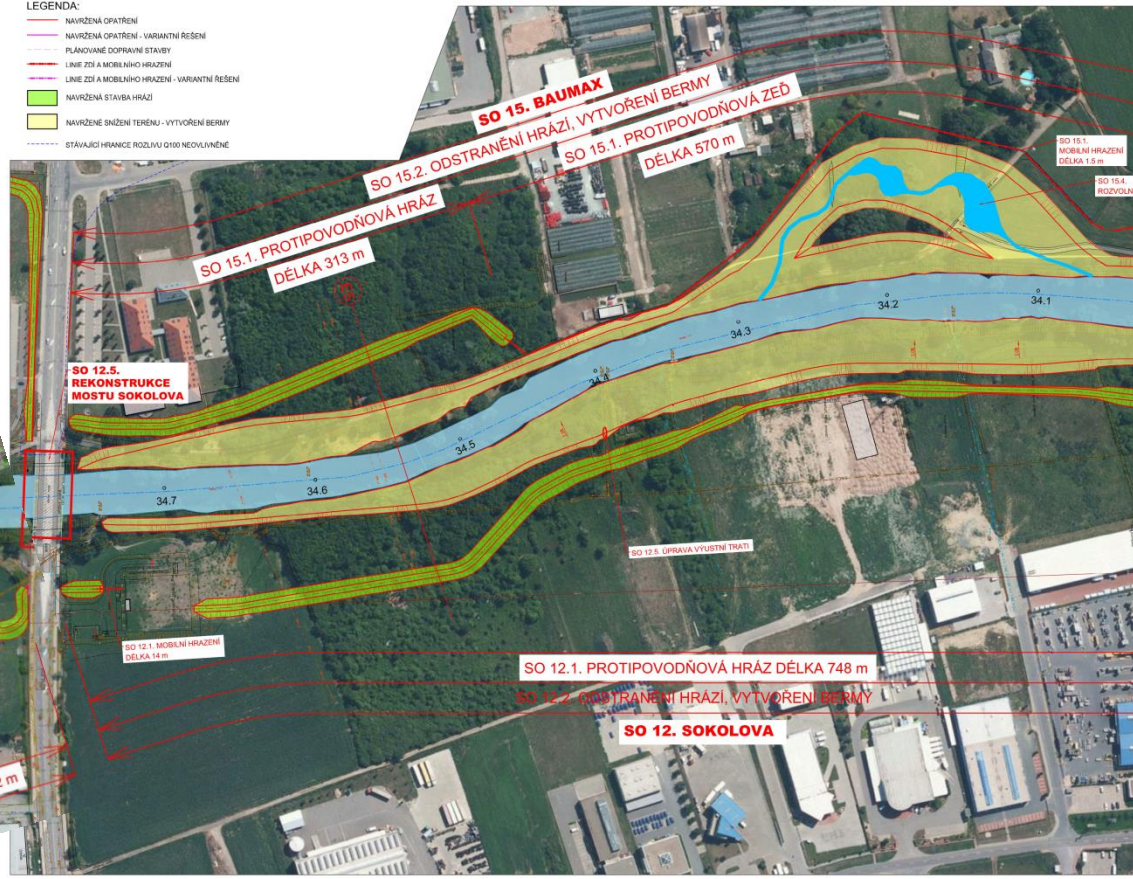 LEGENDA:
NAVRŽENÁ OPATŘENÍ
NAVRŽENÁ OPATŘENÍ - VARIANTNÍ ŘEŠENÍ
PLÁNOVANÉ DOPRAVNÍ STAVBY
LINIE ZDÍ A MOBILNÍHO HRAZENÍ
LINIE ZDÍ A MOBILNÍHO HRAZENÍ - VARIANTNÍ ŘEŠENÍ
NAVRŽENÁ STAVBA HRÁZÍ
NAVRŽENÉ SNÍŽENÍ TERÉNU - VYTVOŘENÍ BERMY
STÁVAJÍCÍ HRANICE ROZLIVU Q100 NEOVLIVNĚNÉ
SO 15. BAUMAX
SO 15.2. ODSTRANĚNÍ HRÁZÍ, VYTVOŘENÍ BERMY
SO 15.1. PROTIPOVODŇOVÁ ZEĎ
DÉLKA 570 m
SO 15.1. PROTIPOVODŇOVÁ HRÁZ
DÉLKA 313 m
SO 15.1.
MOBILNÍ HRAZENÍ
DÉLKA 1.5 m
SO 15.4.
ROZVOLN
34.1
34.2
34.3
34.4
34.5
34.6
34.7
SO 12.5.
REKONSTRUKCE
MOSTU SOKOLOVA
SO 12.5. ÚPRAVA VÝUSTNÍ TRATI
SO 12.1. MOBILNÍ HRAZENÍ
DÉLKA 14 m
SO 12.1. PROTIPOVODŇOVÁ HRÁZ DÉLKA 748 m
SO 12.2. ODSTRANĚNÍ HRÁZÍ, VYTVOŘENÍ BERMY
SO 12. SOKOLOVA
2 m